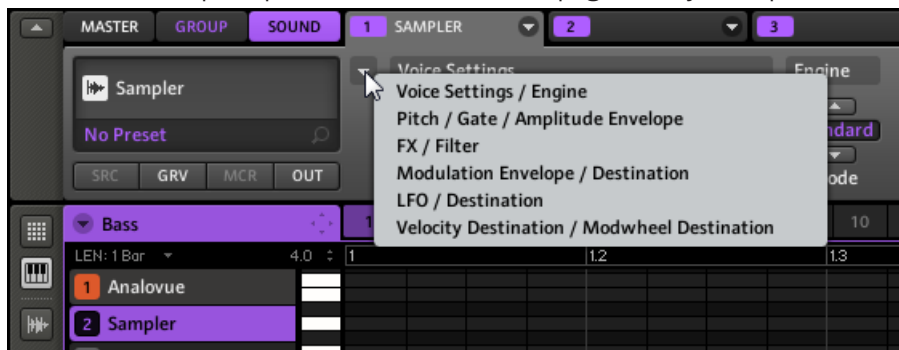 MASTER GROUP SOUND 1 SAMPLER 2 3
Voice Settings Engine
Sampler
Voice Settings / Engine
Pitch / Gate / Amplitude Envelope
No Preset
FX / Filter
Modulation Envelope / Destination
SRC GRV MCR OUT
LFO / Destination
Velocity Destination / Modwheel Destination
Bass 1 10
LEN: 1 Bar 4.0 1 1.2 1.3
1 Analovue
2 Sampler